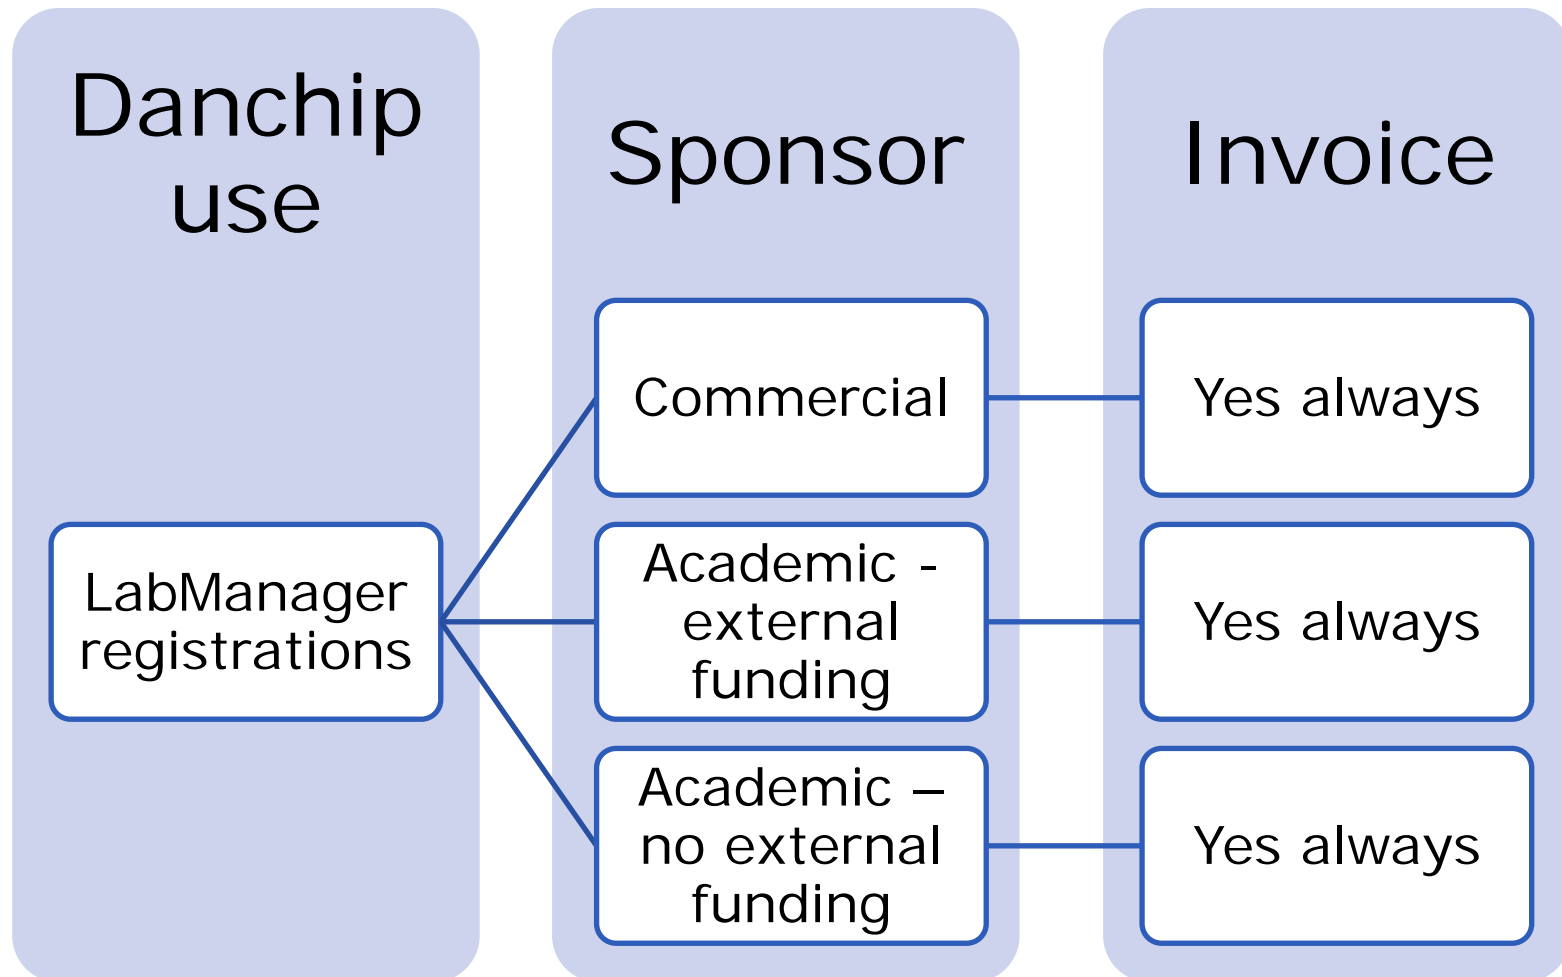 Danchip
use
Sponsor
Invoice
LabManager
registrations
Commercial
Yes always
Academic -
external
funding
Yes always
Academic –
no external
funding
Yes always